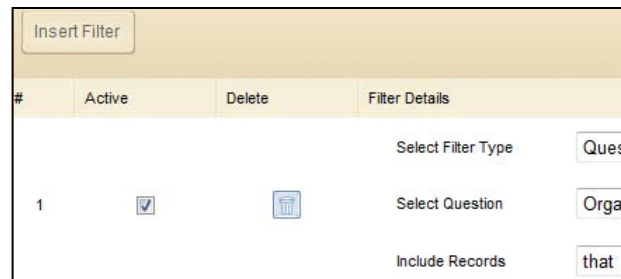 Insert Filter
# Active Delete Filter Details
Select Filter Type Ques
1 Select Question Orga
Include Records that